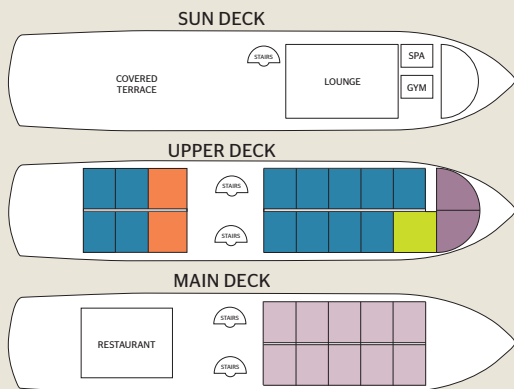 SUN DECK
STAIRS
COVERED
TERRACE
LOUNGE
SPA
GYM
UPPER DECK
STAIRS
STAIRS
MAIN DECK
STAIRS
RESTAURANT
STAIRS